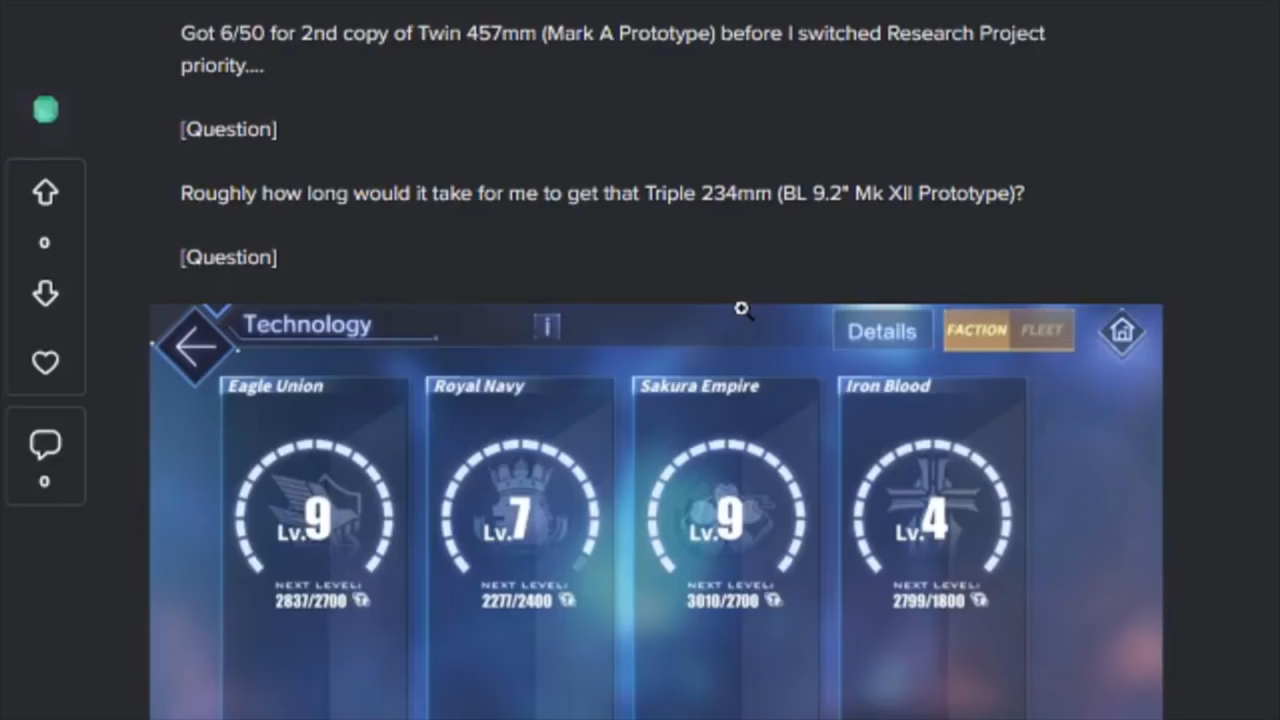 Got 6/50 for 2nd copy of Twin 457mm (Mark A Prototype) before I switched Research Project
priority....
[Question]
Roughly how long would it take for me to get that Triple 234mm (BL 9.2" Mk XII Prototype)?
0
[Question]
Technology
i
Details
FACTION
FLEET
Eagle Union
Royal Navy
Sakura Empire
Iron Blood
0
Lv.9
Lv.7
Lv.9
Lv.4
NEXT LEVEL:
NEXT LEVEL:
NEXT LEVEL:
NEXT LEVEL:
2837/2700
2277/2400
3010/2700
2799/1800